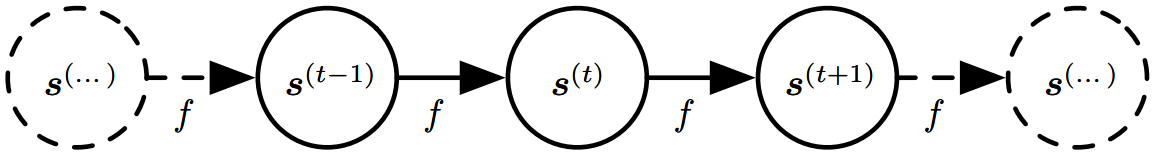 s(...) s(t−1) s(t) s(t+1) s(...)
f f f f